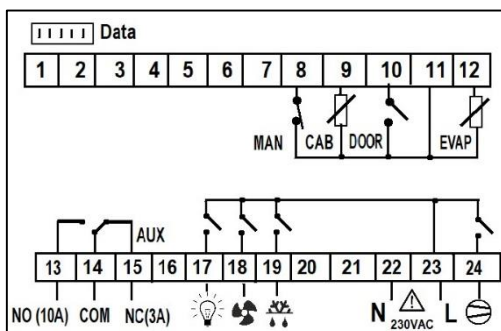 Data
1 2 3 4 5 6 7 8 9 10 11 12
MAN CAB DOOR EVAP
AUX
13 14 15 16 17 18 19 20 21 22 23 24
NO (10A) COM NC(3A) N L
230VAC